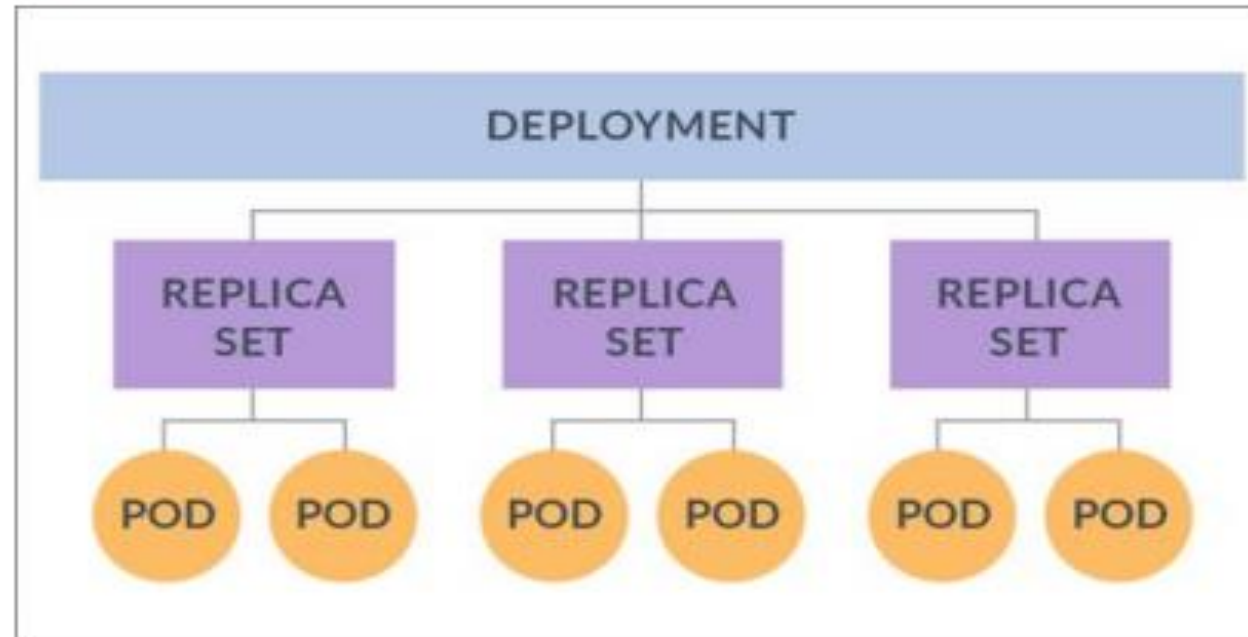 DEPLOYMENT
REPLICA
SET
REPLICA
SET
REPLICA
SET
POD
POD
POD
POD
POD
POD